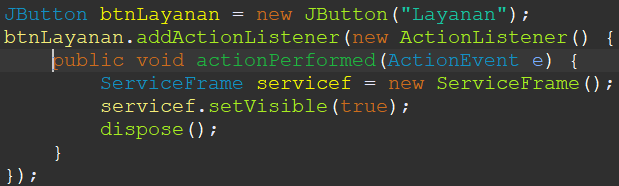 JButton btnLayanan = new JButton("Layanan");
btnLayanan.addActionListener(new ActionListener() {
    public void actionPerformed(ActionEvent e) {
        ServiceFrame servicef = new ServiceFrame();
        servicef.setVisible(true);
        dispose();
    }
});